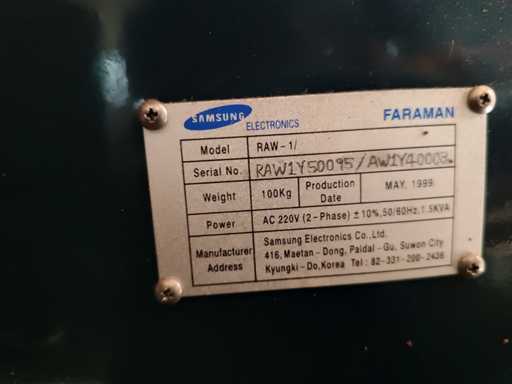 SAMSUNG ELECTRONICS FARAMAN
Model RAW-1/
Serial No. RAW1Y50095/AW1Y40003
Weight 100Kg Production Date MAY, 1999
Power AC 220V (2-Phase) ±10%,50/60Hz,1.5KVA
Manufacturer Address
Samsung Electronics Co.,Ltd.
416, Maetan-Dong, Paldal-Gu, Suwon City
Kyungki-Do,Korea Tel : 82-331-200-2436